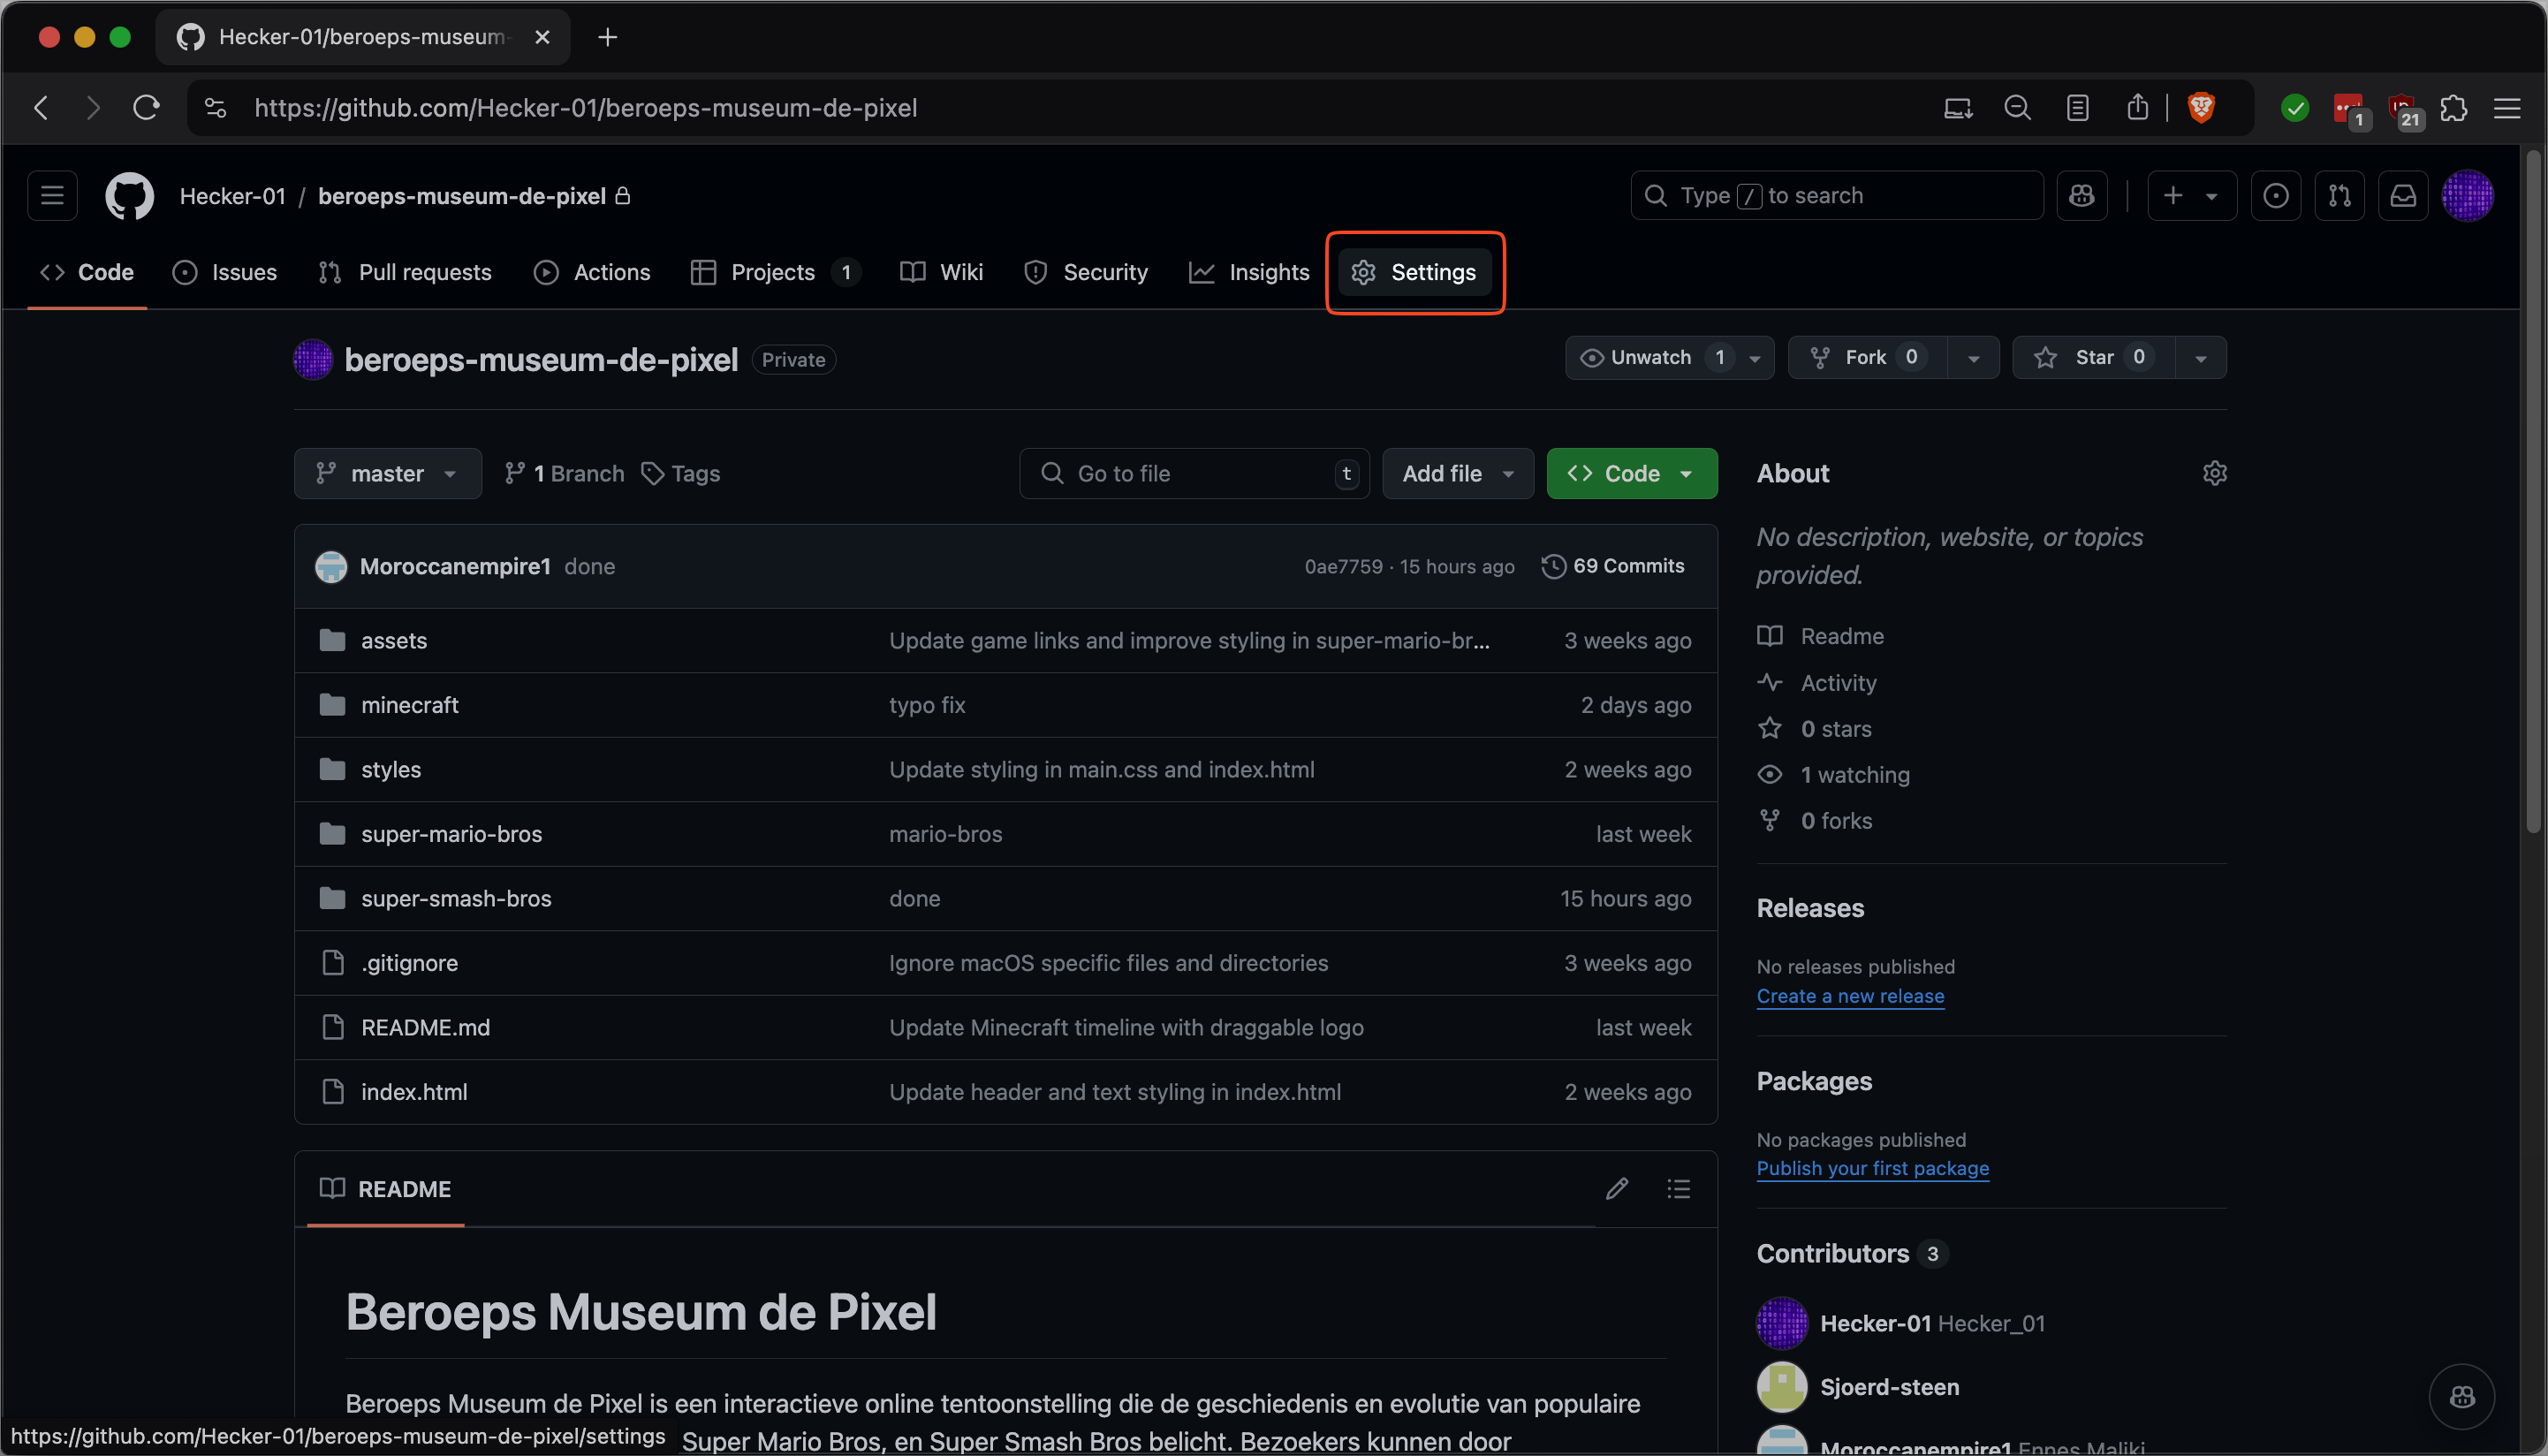 Hecker-01/beroeps-museum-
https://github.com/Hecker-01/beroeps-museum-de-pixel
1
21
Hecker-01 / beroeps-museum-de-pixel
Type / to search
Code
Issues
Pull requests
Actions
Projects 1
Wiki
Security
Insights
Settings
beroeps-museum-de-pixel Private
Unwatch 1
Fork 0
Star 0
master
1 Branch
Tags
Go to file t
Add file
Code
Moroccanempire1 done 0ae7759 · 15 hours ago 69 Commits
assets Update game links and improve styling in super-mario-br... 3 weeks ago
minecraft typo fix 2 days ago
styles Update styling in main.css and index.html 2 weeks ago
super-mario-bros mario-bros last week
super-smash-bros done 15 hours ago
.gitignore Ignore macOS specific files and directories 3 weeks ago
README.md Update Minecraft timeline with draggable logo last week
index.html Update header and text styling in index.html 2 weeks ago
README
Beroeps Museum de Pixel
Beroeps Museum de Pixel is een interactieve online tentoonstelling die de geschiedenis en evolutie van populaire
Super Mario Bros, en Super Smash Bros belicht. Bezoekers kunnen door
About
No description, website, or topics
provided.
Readme
Activity
0 stars
1 watching
0 forks
Releases
No releases published
Create a new release
Packages
No packages published
Publish your first package
Contributors 3
Hecker-01 Hecker_01
Sjoerd-steen
Moroccanempire1 Ennes Maliki
https://github.com/Hecker-01/beroeps-museum-de-pixel/settings